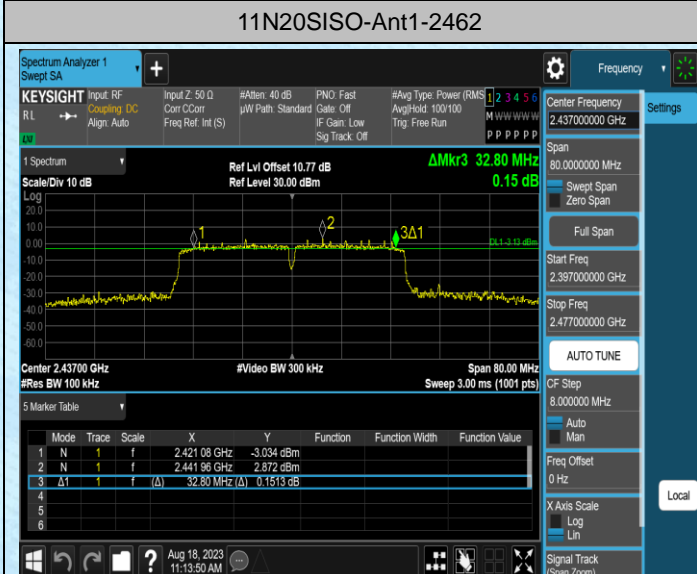 11N20SISO-Ant1-2462
Spectrum Analyzer 1
Swept SA
Frequency
KEYSIGHT
RL
LXI
Input: RF
Coupling: DC
Align: Auto
Input Z: 50 Ω
Corr CCorr
Freq Ref: Int (S)
#Atten: 40 dB
µW Path: Standard
PNO: Fast
Gate: Off
IF Gain: Low
Sig Track: Off
#Avg Type: Power (RMS
Avg|Hold: 100/100
Trig: Free Run
1 2 3 4 5 6
M W W W W W
P P P P P P
Center Frequency
2.437000000 GHz
Settings
Span
80.0000000 MHz
Swept Span
Zero Span
Full Span
Start Freq
2.397000000 GHz
Stop Freq
2.477000000 GHz
AUTO TUNE
CF Step
8.000000 MHz
Auto
Man
Freq Offset
0 Hz
X Axis Scale
Log
Lin
Signal Track
(Span Zoom)
Local
1 Spectrum
Scale/Div 10 dB
Ref Lvl Offset 10.77 dB
Ref Level 30.00 dBm
ΔMkr3 32.80 MHz
0.15 dB
Log
20.0
10.0
0.00
-10.0
-20.0
-30.0
-40.0
-50.0
-60.0
1
2
3Δ1
DL1 -3.13 dBm
Center 2.43700 GHz
#Video BW 300 kHz
Span 80.00 MHz
#Res BW 100 kHz
Sweep 3.00 ms (1001 pts)
5 Marker Table
Mode Trace Scale X Y Function Function Width Function Value
1 N 1 f 2.421 08 GHz -3.034 dBm
2 N 1 f 2.441 96 GHz 2.872 dBm
3 Δ1 1 f (Δ) 32.80 MHz (Δ) 0.1513 dB
4
5
6
?
Aug 18, 2023
11:13:50 AM